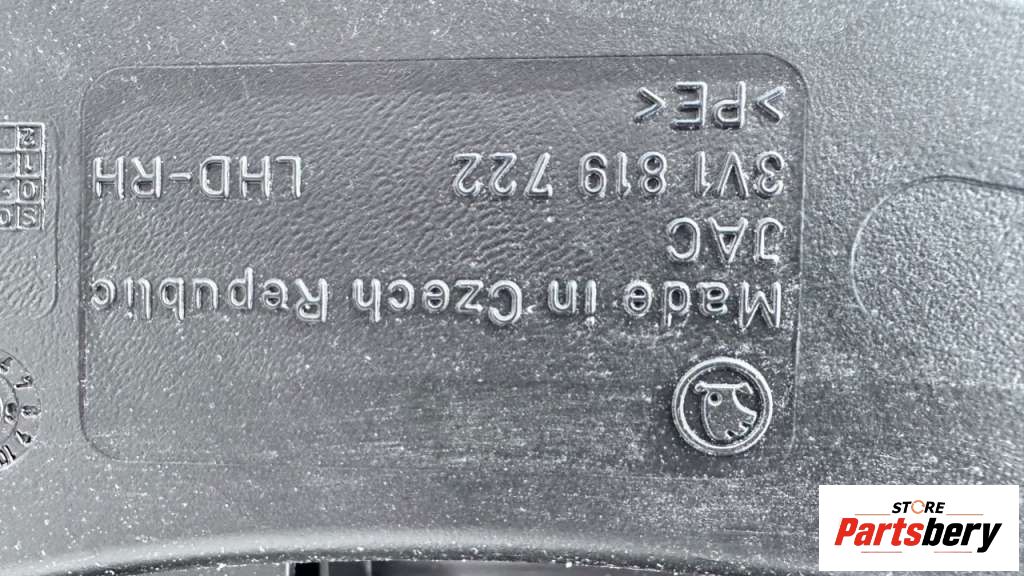 Made in Czech Republic
JAC
3V1 819 722 LHD-RH
>PE<
STORE
Partsbery